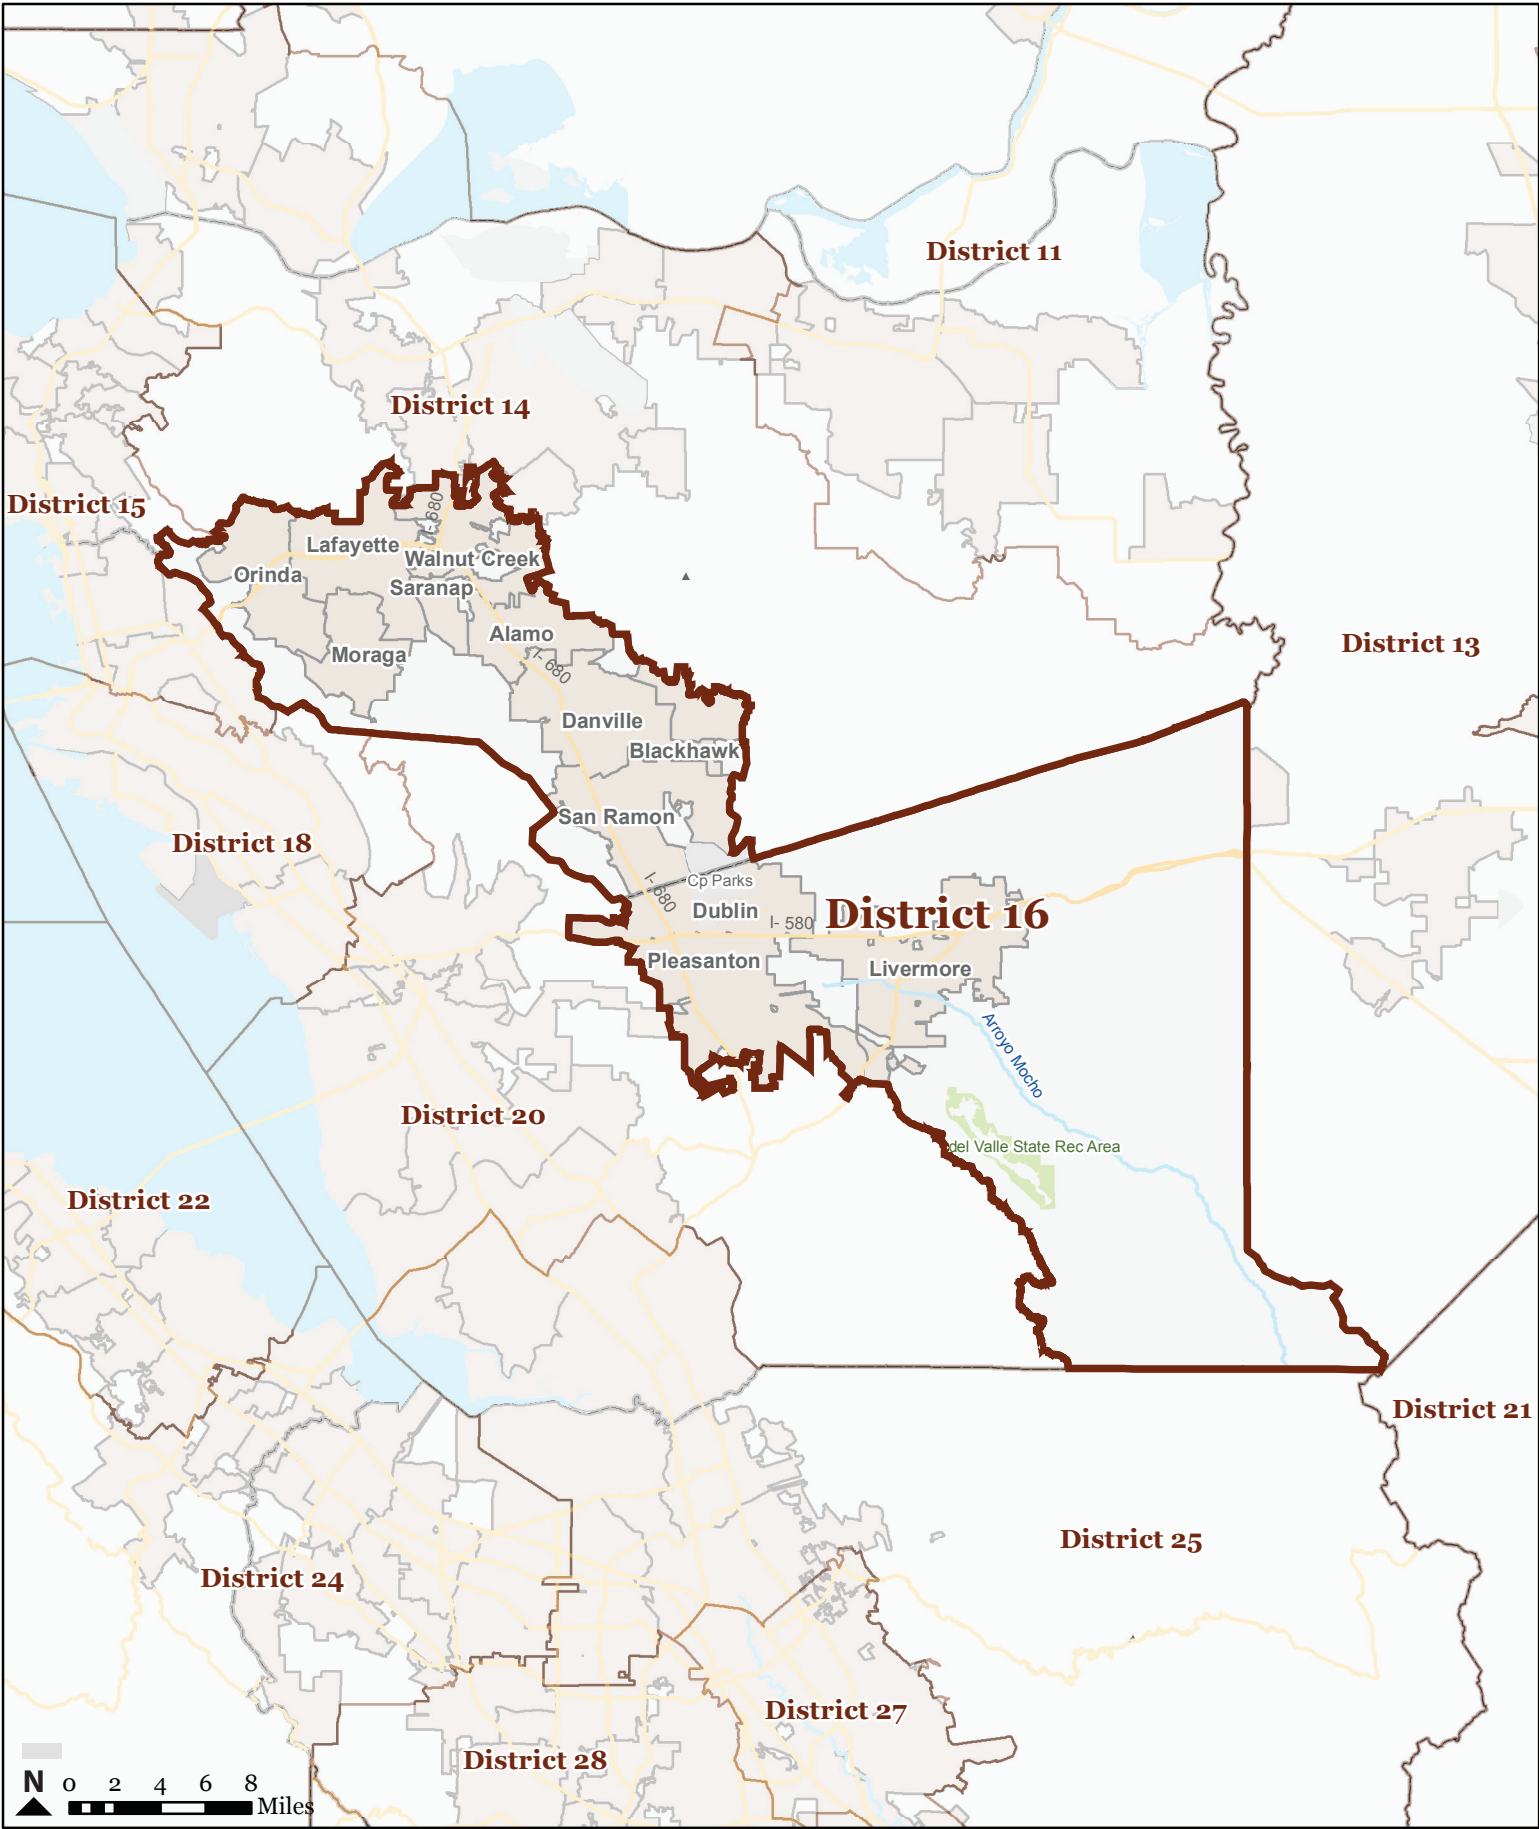 District 11
District 14
District 15
I- 680
Lafayette
Walnut Creek
Orinda
Saranap
Alamo
District 13
Moraga
I- 680
Danville
Blackhawk
San Ramon
District 18
Cp Parks
I- 680
Dublin
I- 580
District 16
Pleasanton
Livermore
Arroyo Mocho
District 20
del Valle State Rec Area
District 22
District 21
District 25
District 24
District 27
District 28
N 0 2 4 6 8
Miles